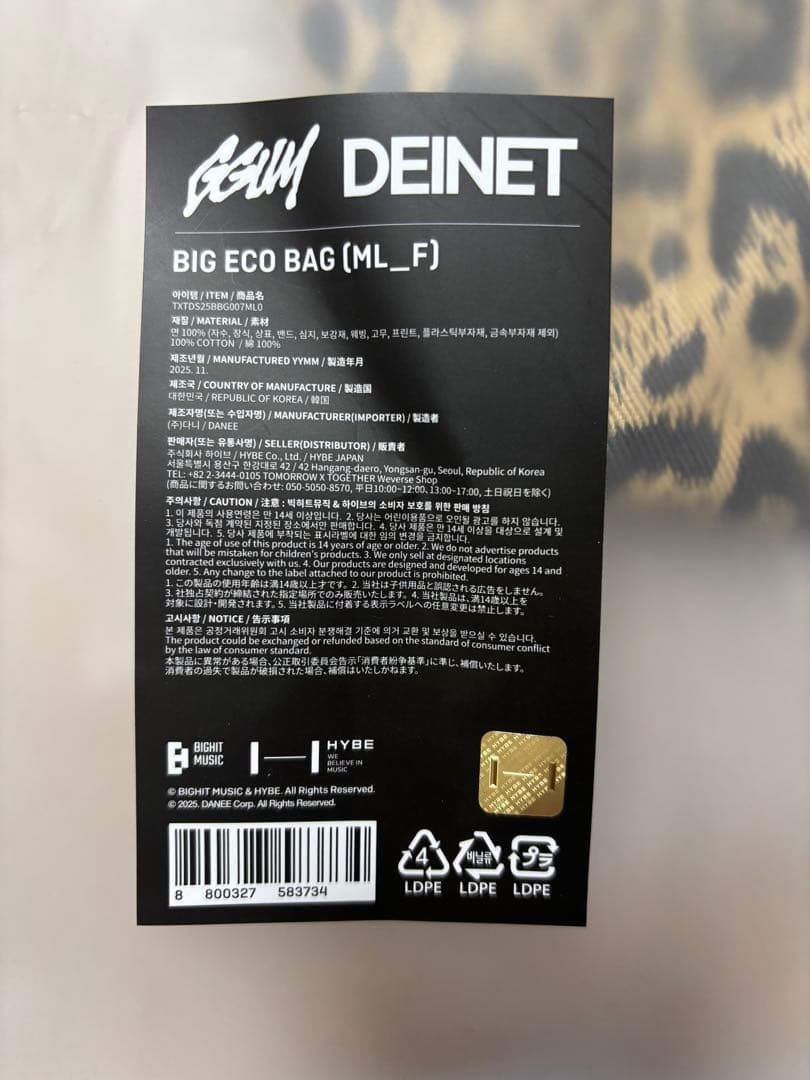 GGUM DEINET
BIG ECO BAG (ML_F)
아이템 / ITEM / 商品名
TXTDS25BBG007ML0
재질 / MATERIAL / 素材
면 100% (자수, 장식, 상표, 밴드, 심지, 보강재, 웨빙, 고무, 프린트, 플라스틱부자재, 금속부자재 제외)
100% COTTON / 綿 100%
제조년월 / MANUFACTURED YYMM / 製造年月
2025. 11.
제조국 / COUNTRY OF MANUFACTURE / 製造国
대한민국 / REPUBLIC OF KOREA / 韓国
제조자명(또는 수입자명) / MANUFACTURER(IMPORTER) / 製造者
(주)다니 / DANEE
판매자(또는 유통사명) / SELLER(DISTRIBUTOR) / 販売者
주식회사 하이브 / HYBE Co., Ltd. / HYBE JAPAN
서울특별시 용산구 한강대로 42 / 42 Hangang-daero, Yongsan-gu, Seoul, Republic of Korea
TEL: +82 2-3444-0105 TOMORROW X TOGETHER Weverse Shop
(商品に関するお問い合わせ: 050-5050-8570, 平日10:00~12:00, 13:00~17:00, 土日祝日を除く)
주의사항 / CAUTION / 注意 : 빅히트뮤직 & 하이브의 소비자 보호를 위한 판매 방침
1. 이 제품의 사용연령은 만 14세 이상입니다. 2. 당사는 어린이용품으로 오인될 광고를 하지 않습니다.
3. 당사와 독점 계약된 지정된 장소에서만 판매합니다. 4. 당사 제품은 만 14세 이상을 대상으로 설계 및
개발됩니다. 5. 당사 제품에 부착되는 표시라벨에 대한 임의 변경을 금지합니다.
1. The age of use of this product is 14 years of age or older. 2. We do not advertise products
that will be mistaken for children's products. 3. We only sell at designated locations
contracted exclusively with us. 4. Our products are designed and developed for ages 14 and
older. 5. Any change to the label attached to our product is prohibited.
1. この製品の使用年齢は満14歳以上才です。2. 当社は子供用品と誤認される広告をしません。
3. 社独占契約が締結された指定場所でのみ販売いたします。4. 当社製品は、満14歳以上を
対象に設計・開発されます。5. 当社製品に付着する表示ラベルへの任意変更は禁止します。
고시사항 / NOTICE / 告示事項
본 제품은 공정거래위원회 고시 소비자 분쟁해결 기준에 의거 교환 및 보상을 받으실 수 있습니다.
The product could be exchanged or refunded based on the standard of consumer conflict
by the law of consumer standard.
本製品に異常がある場合、公正取引委員会告示「消費者紛争基準」に準じ、補償いたします。
消費者の過失で製品が破損された場合、補償はいたしかねます。
BIGHIT
MUSIC
HYBE
WE
BELIEVE IN
MUSIC
© BIGHIT MUSIC & HYBE. All Rights Reserved.
© 2025. DANEE Corp. All Rights Reserved.
8 800327 583734
4 비닐류 プラ
LDPE LDPE LDPE